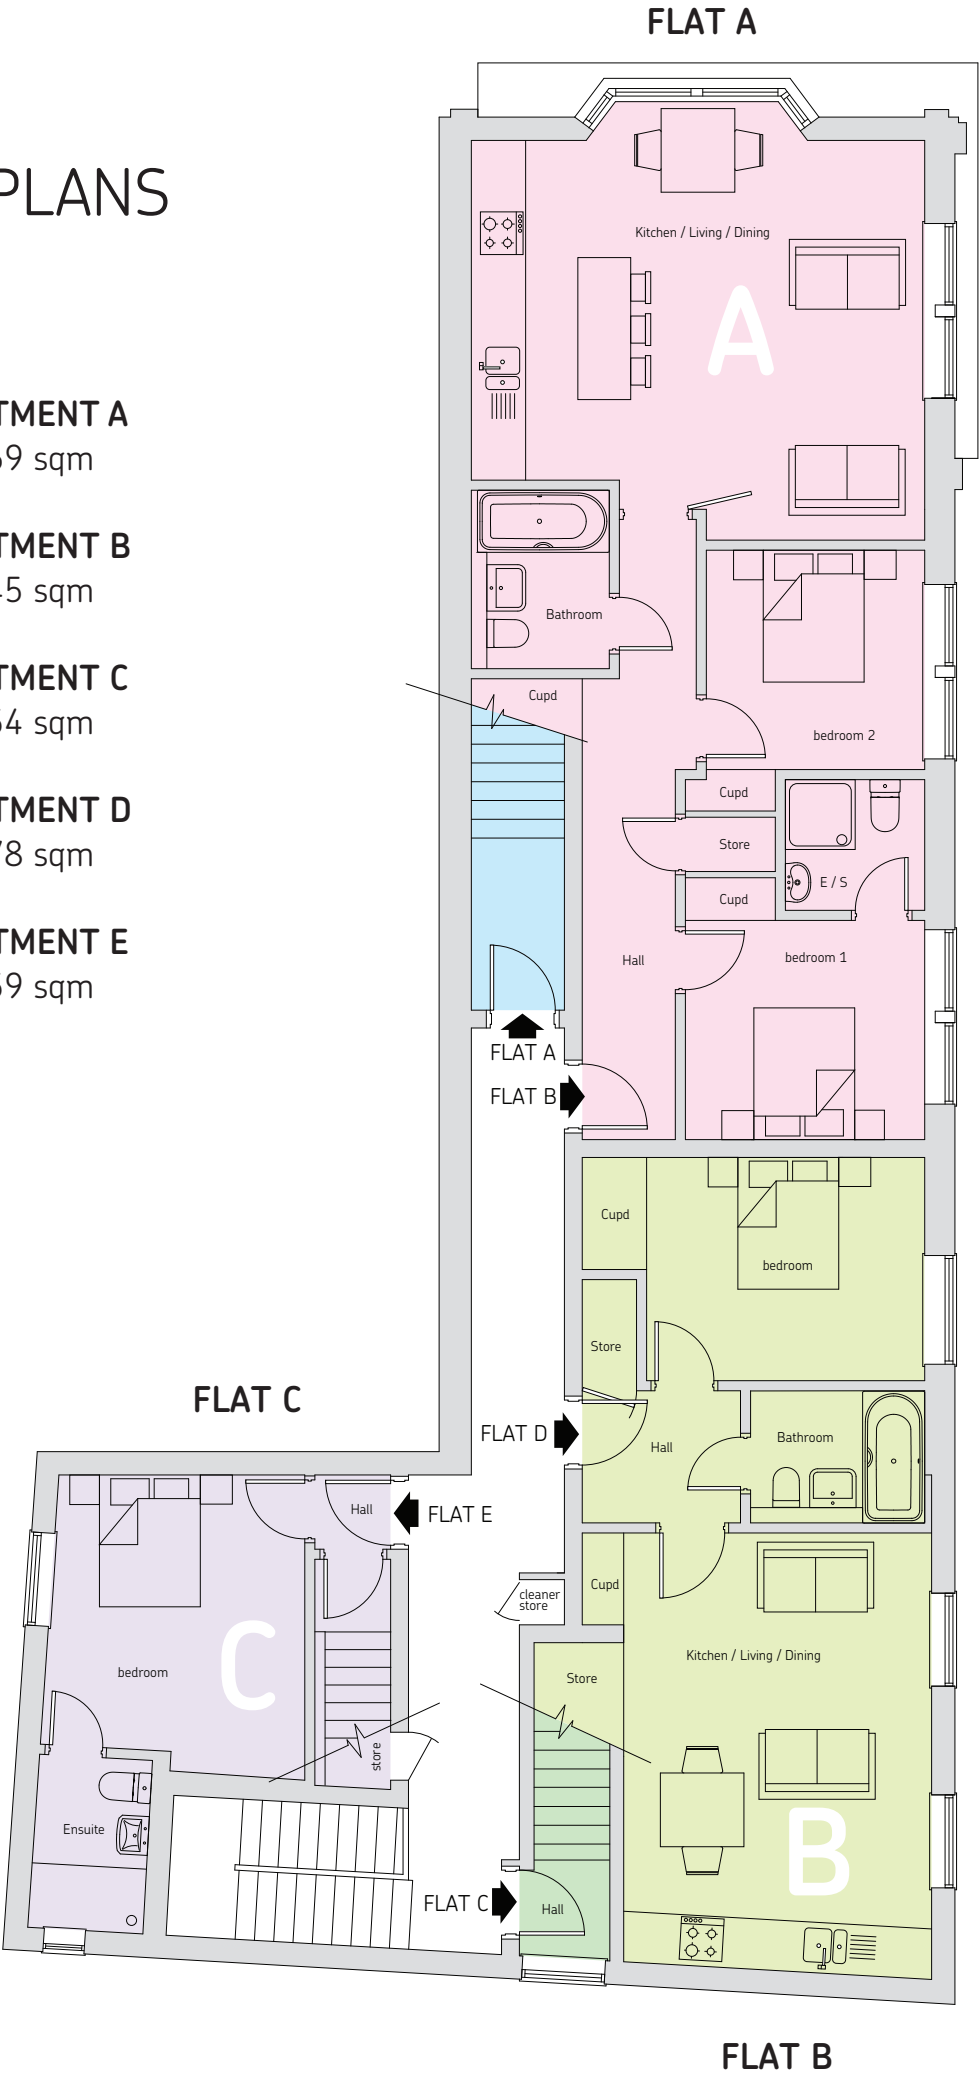 FLAT A
PLANS
TMENT A
9 sqm
TMENT B
5 sqm
TMENT C
4 sqm
TMENT D
8 sqm
TMENT E
9 sqm
Kitchen / Living / Dining
A
Bathroom
Cupd
bedroom 2
Cupd
Store
E / S
Cupd
Hall
bedroom 1
FLAT A
FLAT B
Cupd
bedroom
Store
FLAT C
FLAT D
Hall
Bathroom
Hall
FLAT E
cleaner
store
Cupd
C
bedroom
Kitchen / Living / Dining
Store
store
Ensuite
B
FLAT C
Hall
FLAT B